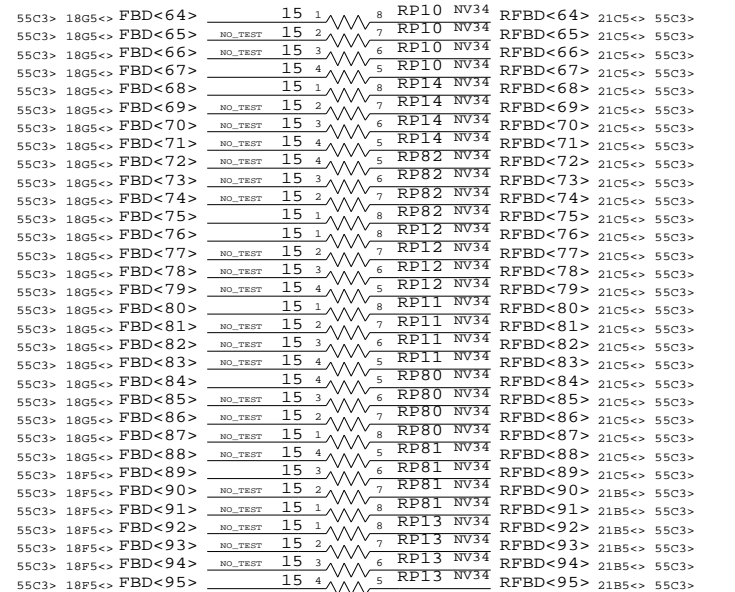 55C3> 18G5<> FBD<64> 15 1 8 RP10 NV34 RFBD<64> 21C5<> 55C3>
55C3> 18G5<> FBD<65> NO_TEST 15 2 7 RP10 NV34 RFBD<65> 21C5<> 55C3>
55C3> 18G5<> FBD<66> NO_TEST 15 3 6 RP10 NV34 RFBD<66> 21C5<> 55C3>
55C3> 18G5<> FBD<67> 15 4 5 RP10 NV34 RFBD<67> 21C5<> 55C3>
55C3> 18G5<> FBD<68> 15 1 8 RP14 NV34 RFBD<68> 21C5<> 55C3>
55C3> 18G5<> FBD<69> NO_TEST 15 2 7 RP14 NV34 RFBD<69> 21C5<> 55C3>
55C3> 18G5<> FBD<70> NO_TEST 15 3 6 RP14 NV34 RFBD<70> 21C5<> 55C3>
55C3> 18G5<> FBD<71> NO_TEST 15 4 5 RP14 NV34 RFBD<71> 21C5<> 55C3>
55C3> 18G5<> FBD<72> NO_TEST 15 4 5 RP82 NV34 RFBD<72> 21C5<> 55C3>
55C3> 18G5<> FBD<73> NO_TEST 15 3 6 RP82 NV34 RFBD<73> 21C5<> 55C3>
55C3> 18G5<> FBD<74> NO_TEST 15 2 7 RP82 NV34 RFBD<74> 21C5<> 55C3>
55C3> 18G5<> FBD<75> 15 1 8 RP82 NV34 RFBD<75> 21C5<> 55C3>
55C3> 18G5<> FBD<76> 15 1 8 RP12 NV34 RFBD<76> 21C5<> 55C3>
55C3> 18G5<> FBD<77> NO_TEST 15 2 7 RP12 NV34 RFBD<77> 21C5<> 55C3>
55C3> 18G5<> FBD<78> NO_TEST 15 3 6 RP12 NV34 RFBD<78> 21C5<> 55C3>
55C3> 18G5<> FBD<79> NO_TEST 15 4 5 RP12 NV34 RFBD<79> 21C5<> 55C3>
55C3> 18G5<> FBD<80> 15 1 8 RP11 NV34 RFBD<80> 21C5<> 55C3>
55C3> 18G5<> FBD<81> NO_TEST 15 2 7 RP11 NV34 RFBD<81> 21C5<> 55C3>
55C3> 18G5<> FBD<82> NO_TEST 15 3 6 RP11 NV34 RFBD<82> 21C5<> 55C3>
55C3> 18G5<> FBD<83> NO_TEST 15 4 5 RP11 NV34 RFBD<83> 21C5<> 55C3>
55C3> 18G5<> FBD<84> 15 4 5 RP80 NV34 RFBD<84> 21C5<> 55C3>
55C3> 18G5<> FBD<85> NO_TEST 15 3 6 RP80 NV34 RFBD<85> 21C5<> 55C3>
55C3> 18G5<> FBD<86> NO_TEST 15 2 7 RP80 NV34 RFBD<86> 21C5<> 55C3>
55C3> 18G5<> FBD<87> NO_TEST 15 1 8 RP80 NV34 RFBD<87> 21C5<> 55C3>
55C3> 18G5<> FBD<88> NO_TEST 15 4 5 RP81 NV34 RFBD<88> 21C5<> 55C3>
55C3> 18F5<> FBD<89> 15 3 6 RP81 NV34 RFBD<89> 21C5<> 55C3>
55C3> 18F5<> FBD<90> NO_TEST 15 2 7 RP81 NV34 RFBD<90> 21B5<> 55C3>
55C3> 18F5<> FBD<91> NO_TEST 15 1 8 RP81 NV34 RFBD<91> 21B5<> 55C3>
55C3> 18F5<> FBD<92> NO_TEST 15 1 8 RP13 NV34 RFBD<92> 21B5<> 55C3>
55C3> 18F5<> FBD<93> NO_TEST 15 2 7 RP13 NV34 RFBD<93> 21B5<> 55C3>
55C3> 18F5<> FBD<94> NO_TEST 15 3 6 RP13 NV34 RFBD<94> 21B5<> 55C3>
55C3> 18F5<> FBD<95> 15 4 5 RP13 NV34 RFBD<95> 21B5<> 55C3>